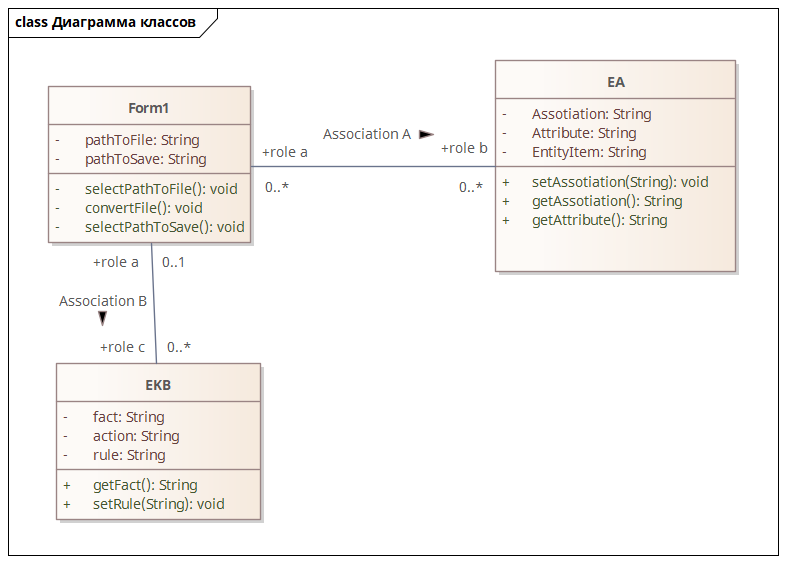 class Диаграмма классов
Form1
- pathToFile: String
- pathToSave: String
- selectPathToFile(): void
- convertFile(): void
- selectPathToSave(): void
Association A
+role a
+role b
0..*
0..*
EA
- Assotiation: String
- Attribute: String
- EntityItem: String
+ setAssotiation(String): void
+ getAssotiation(): String
+ getAttribute(): String
+role a
0..1
Association B
+role c
0..*
EKB
- fact: String
- action: String
- rule: String
+ getFact(): String
+ setRule(String): void